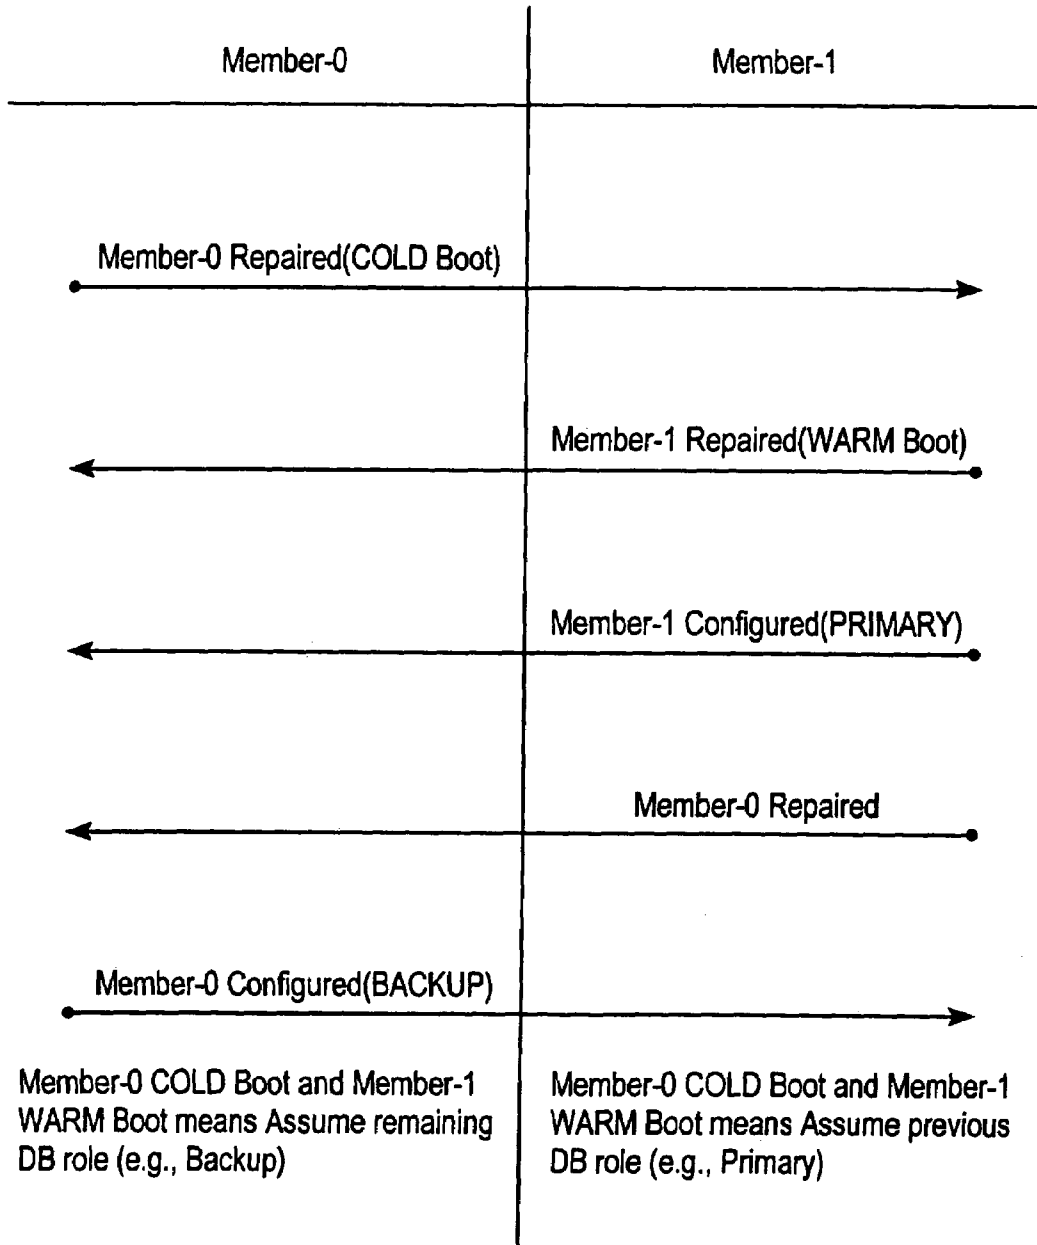 Member-0
Member-1
Member-0 Repaired(COLD Boot)
Member-1 Repaired(WARM Boot)
Member-1 Configured(PRIMARY)
Member-0 Repaired
Member-0 Configured(BACKUP)
Member-0 COLD Boot and Member-1
WARM Boot means Assume remaining
DB role (e.g., Backup)
Member-0 COLD Boot and Member-1
WARM Boot means Assume previous
DB role (e.g., Primary)